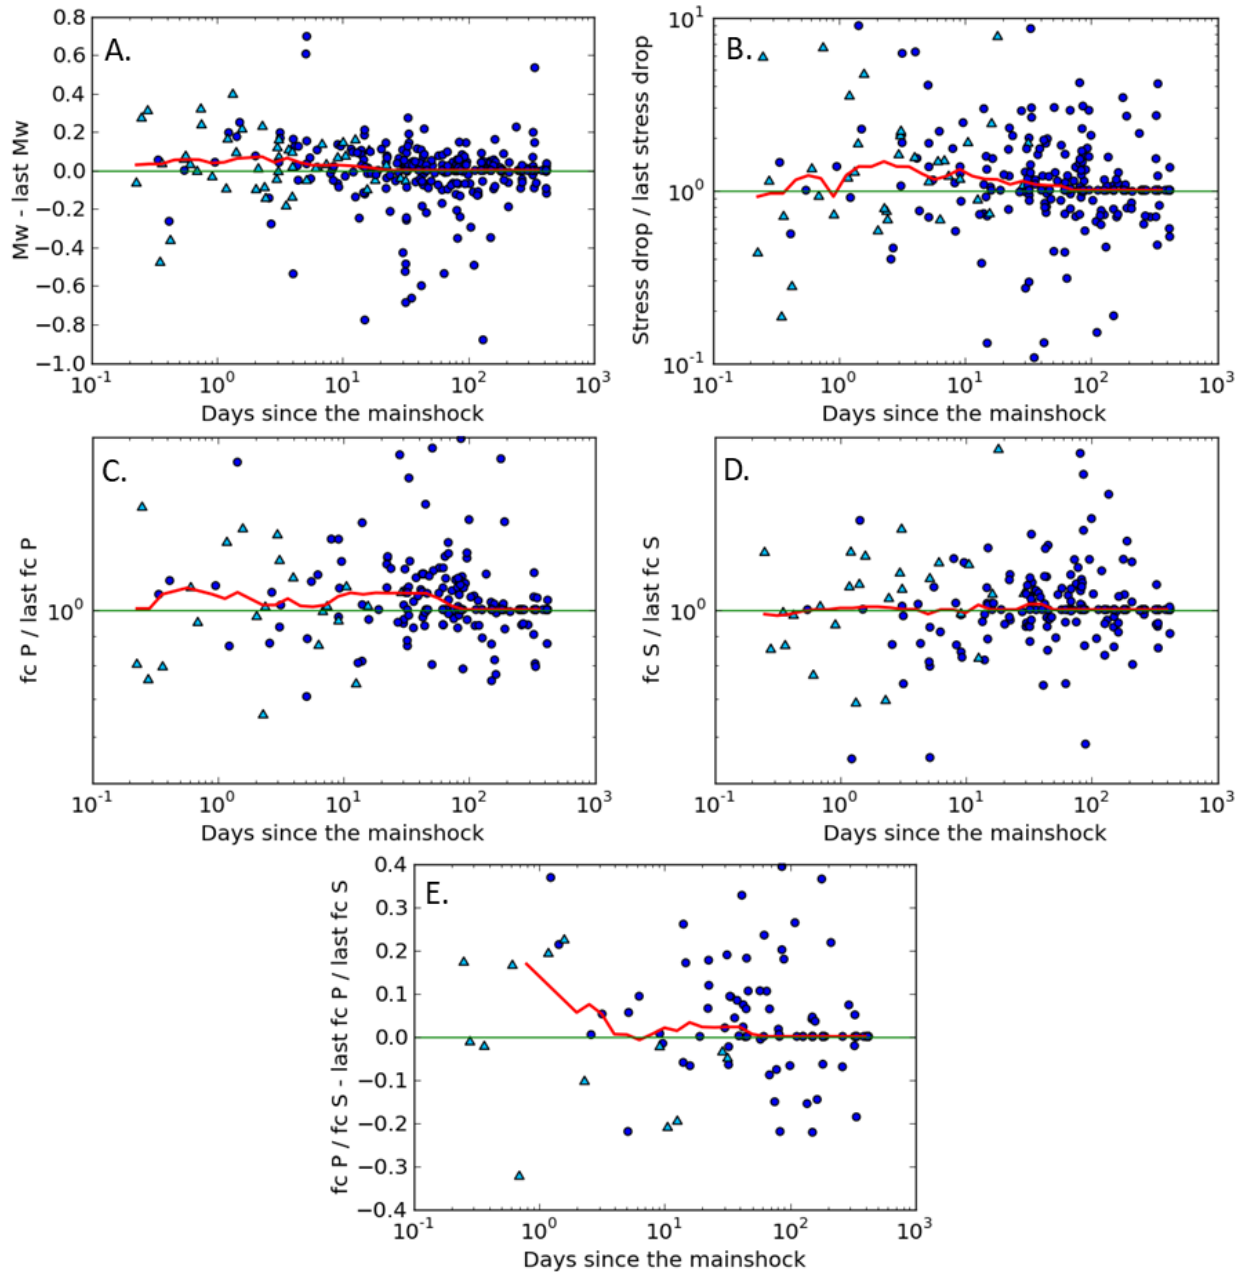 A.
0.8
0.6
0.4
0.2
0.0
−0.2
−0.4
−0.6
−0.8
−1.0
Mw - last Mw
10⁻¹ 10⁰ 10¹ 10² 10³
Days since the mainshock
B.
10¹
10⁰
10⁻¹
Stress drop / last stress drop
10⁻¹ 10⁰ 10¹ 10² 10³
Days since the mainshock
C.
10⁰
fc P / last fc P
10⁻¹ 10⁰ 10¹ 10² 10³
Days since the mainshock
D.
10⁰
fc S / last fc S
10⁻¹ 10⁰ 10¹ 10² 10³
Days since the mainshock
E.
0.4
0.3
0.2
0.1
0.0
−0.1
−0.2
−0.3
−0.4
fc P / fc S - last fc P / last fc S
10⁻¹ 10⁰ 10¹ 10² 10³
Days since the mainshock